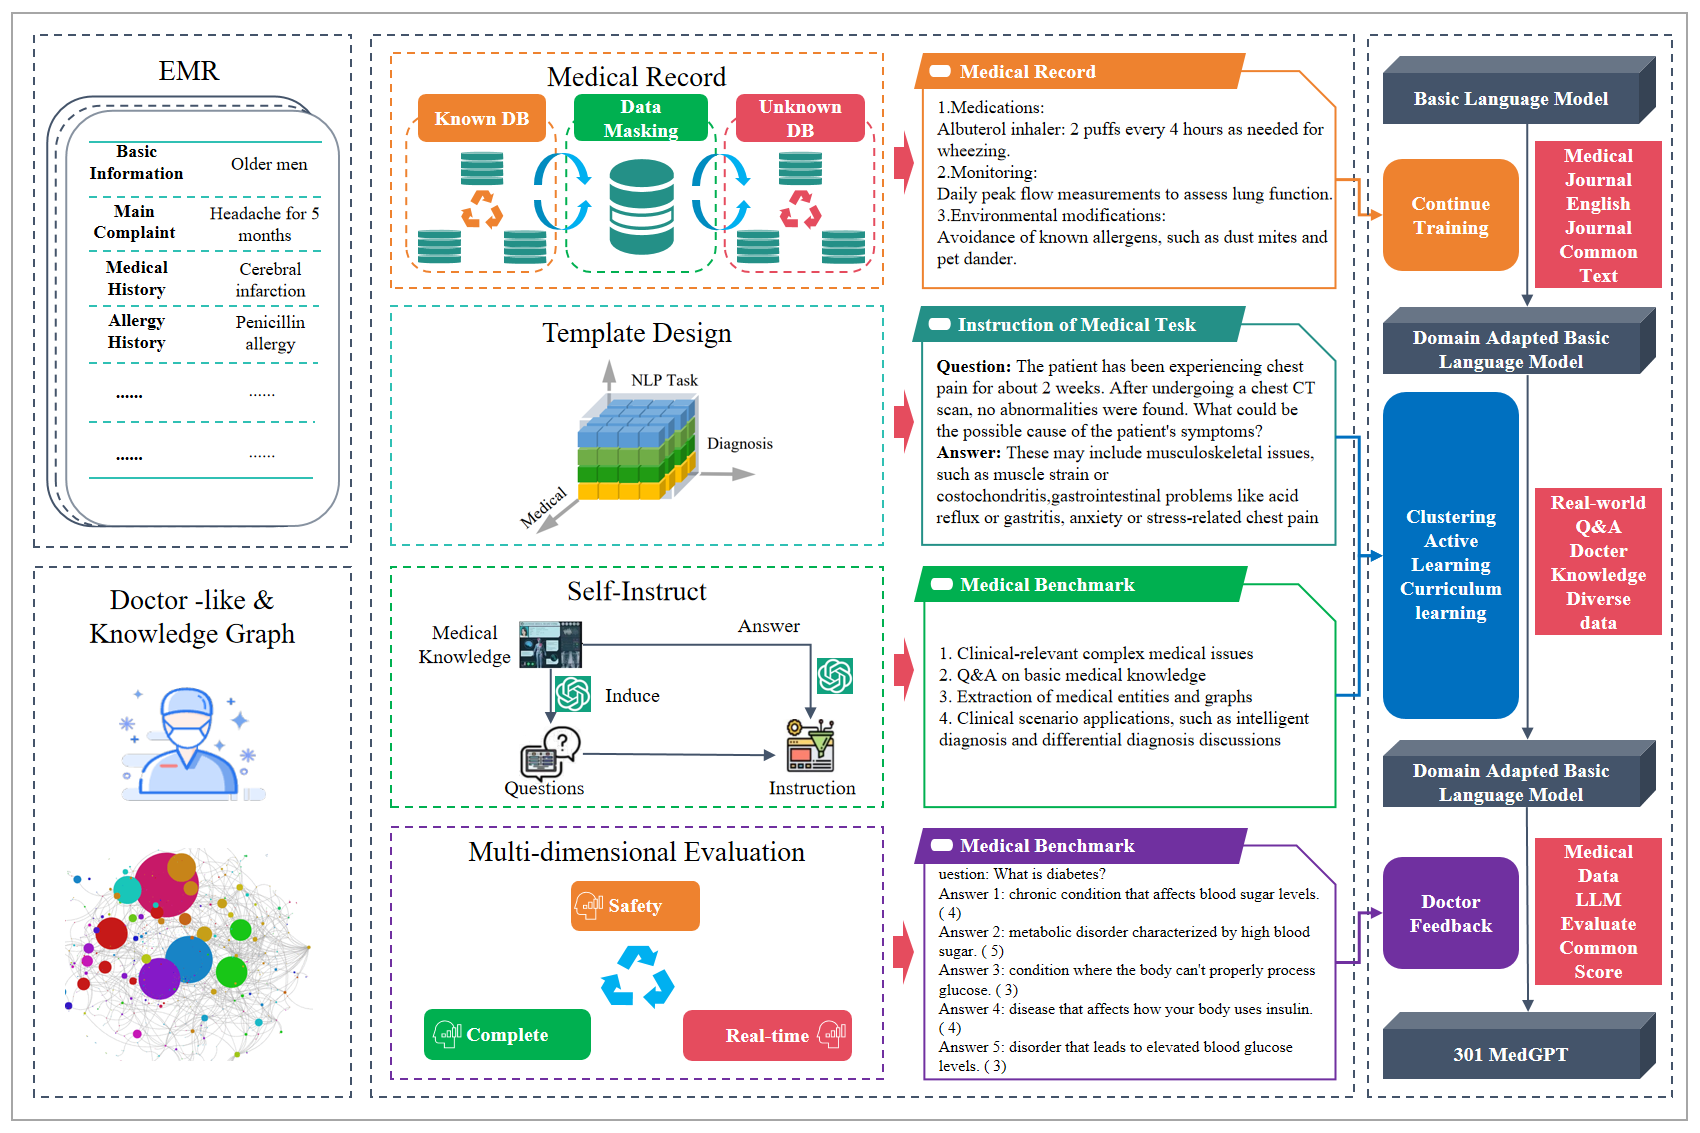 EMR
Basic
Information
Older men
Main
Complaint
Headache for 5
months
Medical
History
Cerebral
infarction
Allergy
History
Penicillin
allergy
......
......
......
......
Doctor -like &
Knowledge Graph
Medical Record
Known DB
Data
Masking
Unknown
DB
Template Design
NLP Task
Diagnosis
Medical
Self-Instruct
Medical
Knowledge
Answer
Induce
Questions
Instruction
Multi-dimensional Evaluation
Safety
Complete
Real-time
Medical Record
1.Medications:
Albuterol inhaler: 2 puffs every 4 hours as needed for
wheezing.
2.Monitoring:
Daily peak flow measurements to assess lung function.
3.Environmental modifications:
Avoidance of known allergens, such as dust mites and
pet dander.
Instruction of Medical Tesk
Question: The patient has been experiencing chest
pain for about 2 weeks. After undergoing a chest CT
scan, no abnormalities were found. What could be
the possible cause of the patient's symptoms?
Answer: These may include musculoskeletal issues,
such as muscle strain or
costochondritis,gastrointestinal problems like acid
reflux or gastritis, anxiety or stress-related chest pain
Medical Benchmark
1. Clinical-relevant complex medical issues
2. Q&A on basic medical knowledge
3. Extraction of medical entities and graphs
4. Clinical scenario applications, such as intelligent
diagnosis and differential diagnosis discussions
Medical Benchmark
uestion: What is diabetes?
Answer 1: chronic condition that affects blood sugar levels.
( 4)
Answer 2: metabolic disorder characterized by high blood
sugar. ( 5)
Answer 3: condition where the body can't properly process
glucose. ( 3)
Answer 4: disease that affects how your body uses insulin.
( 4)
Answer 5: disorder that leads to elevated blood glucose
levels. ( 3)
Basic Language Model
Continue
Training
Medical
Journal
English
Journal
Common
Text
Domain Adapted Basic
Language Model
Clustering
Active
Learning
Curriculum
learning
Real-world
Q&A
Docter
Knowledge
Diverse
data
Domain Adapted Basic
Language Model
Doctor
Feedback
Medical
Data
LLM
Evaluate
Common
Score
301 MedGPT